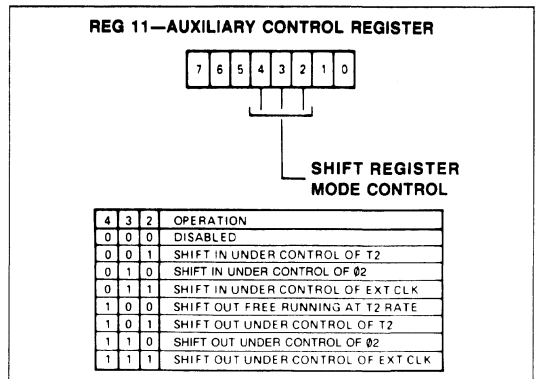 REG 11—AUXILIARY CONTROL REGISTER
7 6 5 4 3 2 1 0
SHIFT REGISTER
MODE CONTROL
4 3 2 OPERATION
0 0 0 DISABLED
0 0 1 SHIFT IN UNDER CONTROL OF T2
0 1 0 SHIFT IN UNDER CONTROL OF Ø2
0 1 1 SHIFT IN UNDER CONTROL OF EXT CLK
1 0 0 SHIFT OUT FREE RUNNING AT T2 RATE
1 0 1 SHIFT OUT UNDER CONTROL OF T2
1 1 0 SHIFT OUT UNDER CONTROL OF Ø2
1 1 1 SHIFT OUT UNDER CONTROL OF EXT CLK